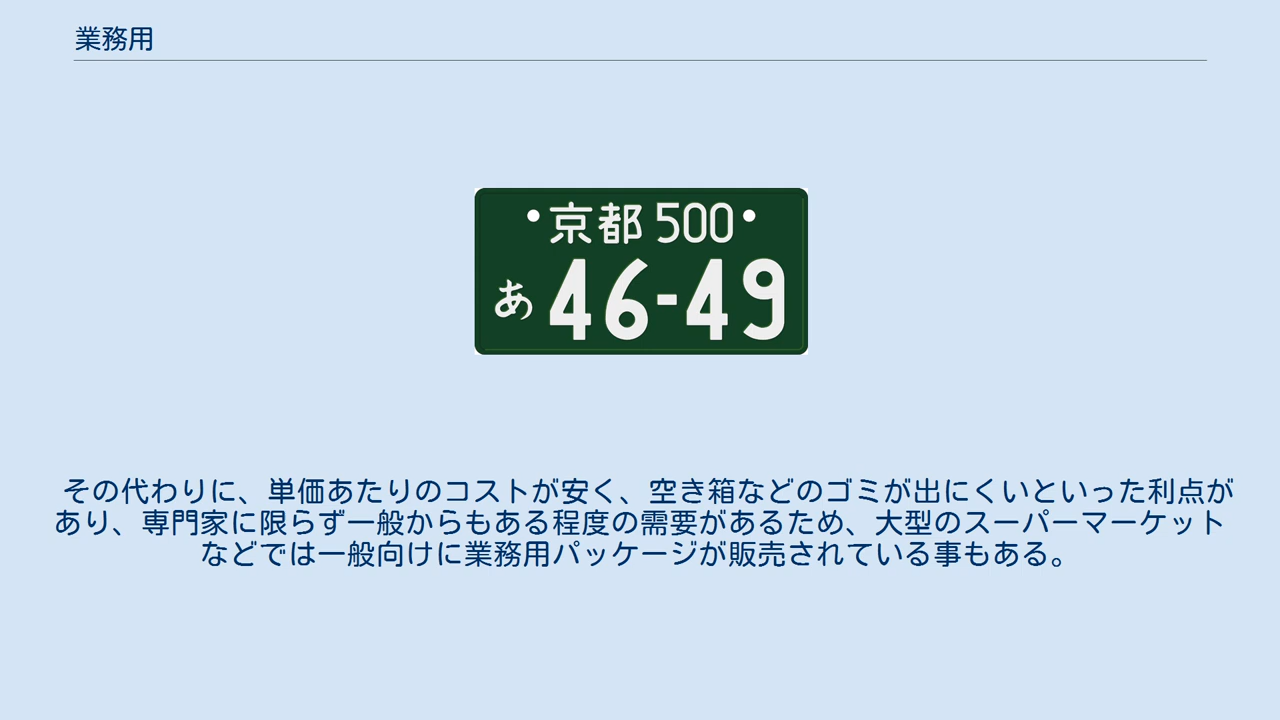 業務用
京都 500
あ 46-49
その代わりに、単価あたりのコストが安く、空き箱などのゴミが出にくいといった利点が
あり、専門家に限らず一般からもある程度の需要があるため、大型のスーパーマーケット
などでは一般向けに業務用パッケージが販売されている事もある。